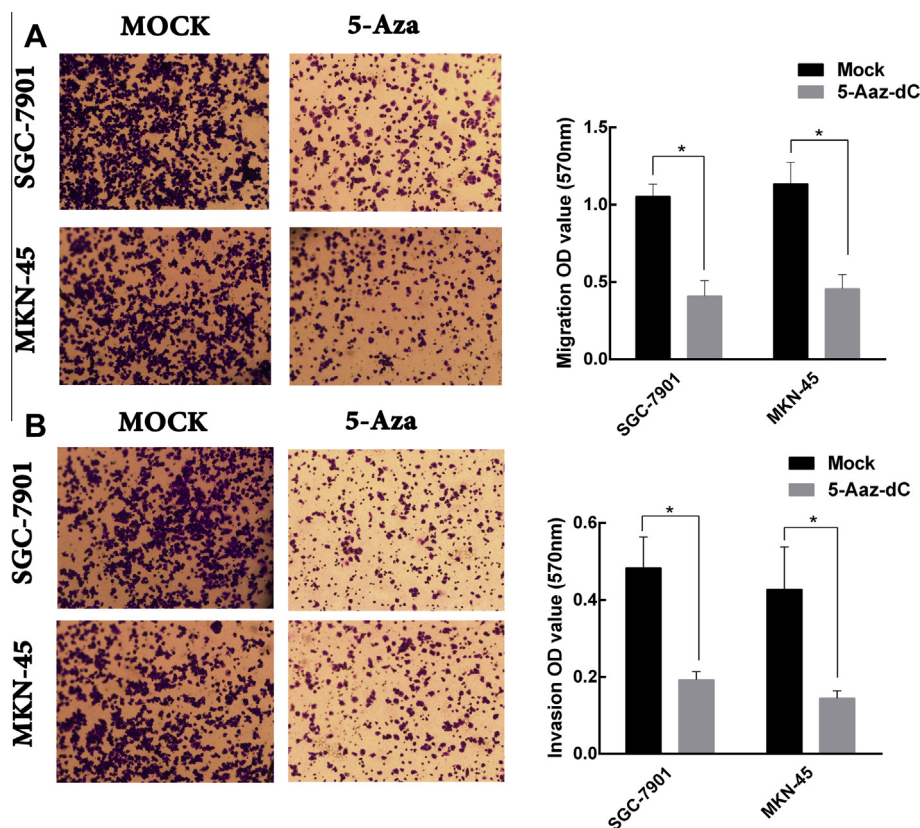 A
MOCK
5-Aza
SGC-7901
MKN-45
Mock
5-Aaz-dC
Migration OD value (570nm)
1.5
1.0
0.5
0.0
*
*
SGC-7901
MKN-45
B
MOCK
5-Aza
SGC-7901
MKN-45
Mock
5-Aaz-dC
Invasion OD value (570nm)
0.6
0.4
0.2
0.0
*
*
SGC-7901
MKN-45